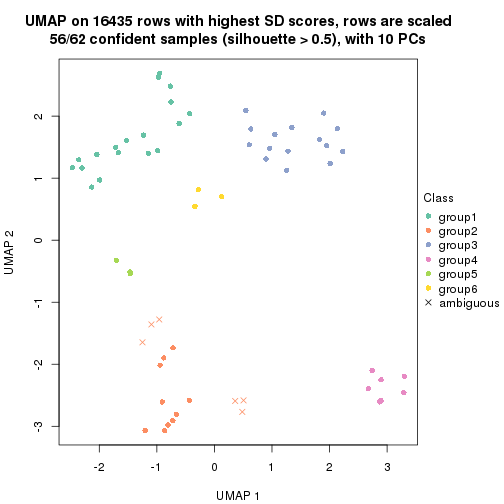 UMAP on 16435 rows with highest SD scores, rows are scaled
56/62 confident samples (silhouette > 0.5), with 10 PCs
2
1
0
-1
-2
-3
UMAP 2
-2
-1
0
1
2
3
UMAP 1
Class
group1
group2
group3
group4
group5
group6
ambiguous